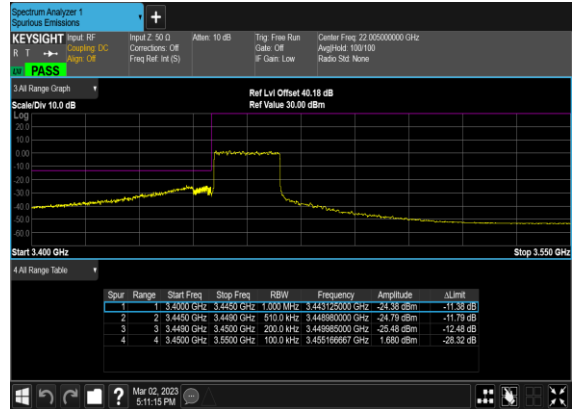 Spectrum Analyzer 1
Spurious Emissions
+
KEYSIGHT Input: RF Input Z: 50 Ω Atten: 10 dB Trig: Free Run Center Freq: 22.005000000 GHz
R T Coupling: DC Corrections: Off Gate: Off Avg|Hold: 100/100
Align: Off Freq Ref: Int (S) IF Gain: Low Radio Std: None
PASS
3 All Range Graph
Ref Lvl Offset 40.18 dB
Scale/Div 10.0 dB Ref Value 30.00 dBm
Log
20.0
10.0
0.00
-10.0
-20.0
-30.0
-40.0
-50.0
-60.0
Start 3.400 GHz Stop 3.550 GHz
4 All Range Table
Spur Range Start Freq Stop Freq RBW Frequency Amplitude ΔLimit
1 1 3.4000 GHz 3.4450 GHz 1.000 MHz 3.443125000 GHz -24.38 dBm -11.38 dB
2 2 3.4450 GHz 3.4490 GHz 510.0 kHz 3.448980000 GHz -24.79 dBm -11.79 dB
3 3 3.4490 GHz 3.4500 GHz 200.0 kHz 3.449985000 GHz -25.48 dBm -12.48 dB
4 4 3.4500 GHz 3.5500 GHz 100.0 kHz 3.455166667 GHz 1.680 dBm -28.32 dB
? Mar 02, 2023
5:11:15 PM